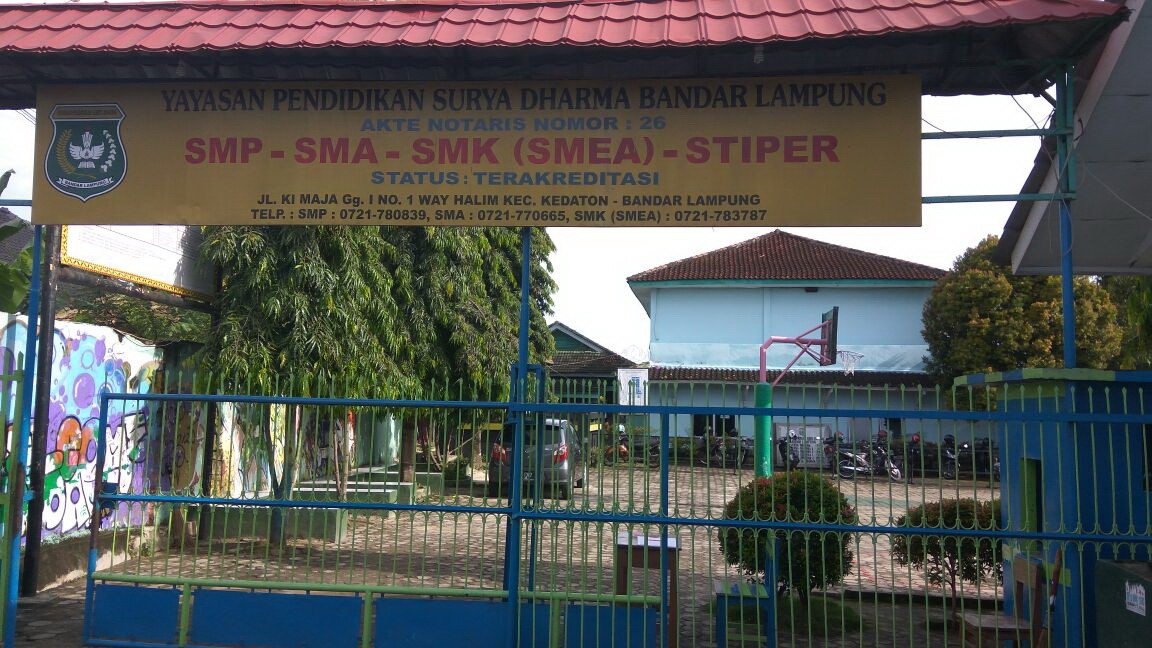 YAYASAN PENDIDIKAN SURYA DHARMA BANDAR LAMPUNG
AKTE NOTARIS NOMOR : 26
SMP - SMA - SMK (SMEA) - STIPER
STATUS : TERAKREDITASI
JL. KI MAJA Gg. I NO. 1 WAY HALIM KEC. KEDATON - BANDAR LAMPUNG
TELP. : SMP : 0721-780839, SMA : 0721-770665, SMK (SMEA) : 0721-783787
BANDAR LAMPUNG